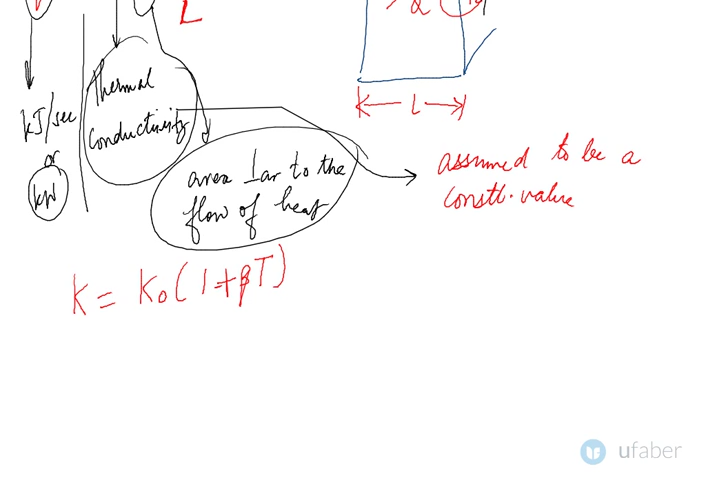 L
α
L
kJ/sec
or
kW
thermal
conductivity
area ⊥ar to the
flow of heat
assumed to be a
constt. value
K = K₀(1+βT)
ufaber